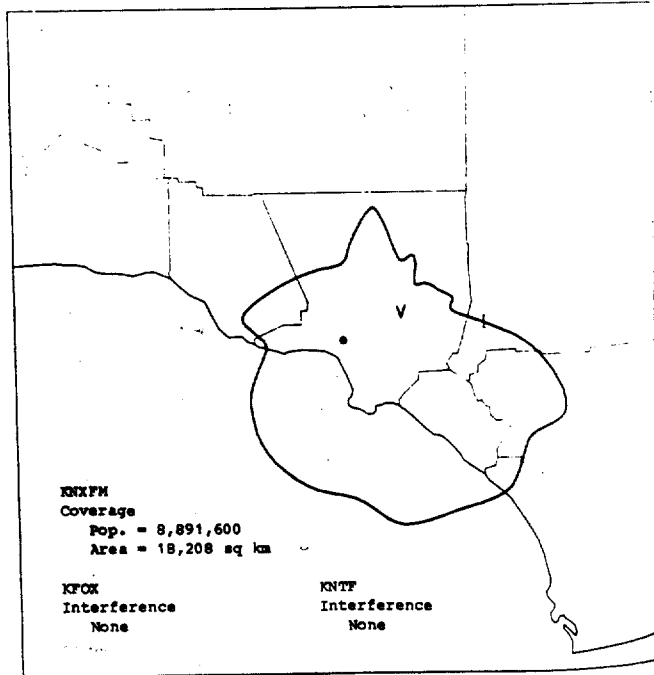 V
KNXFM
Coverage
Pop. = 8,891,600
Area = 18,208 sq km
KFOX
Interference
None
KNTF
Interference
None